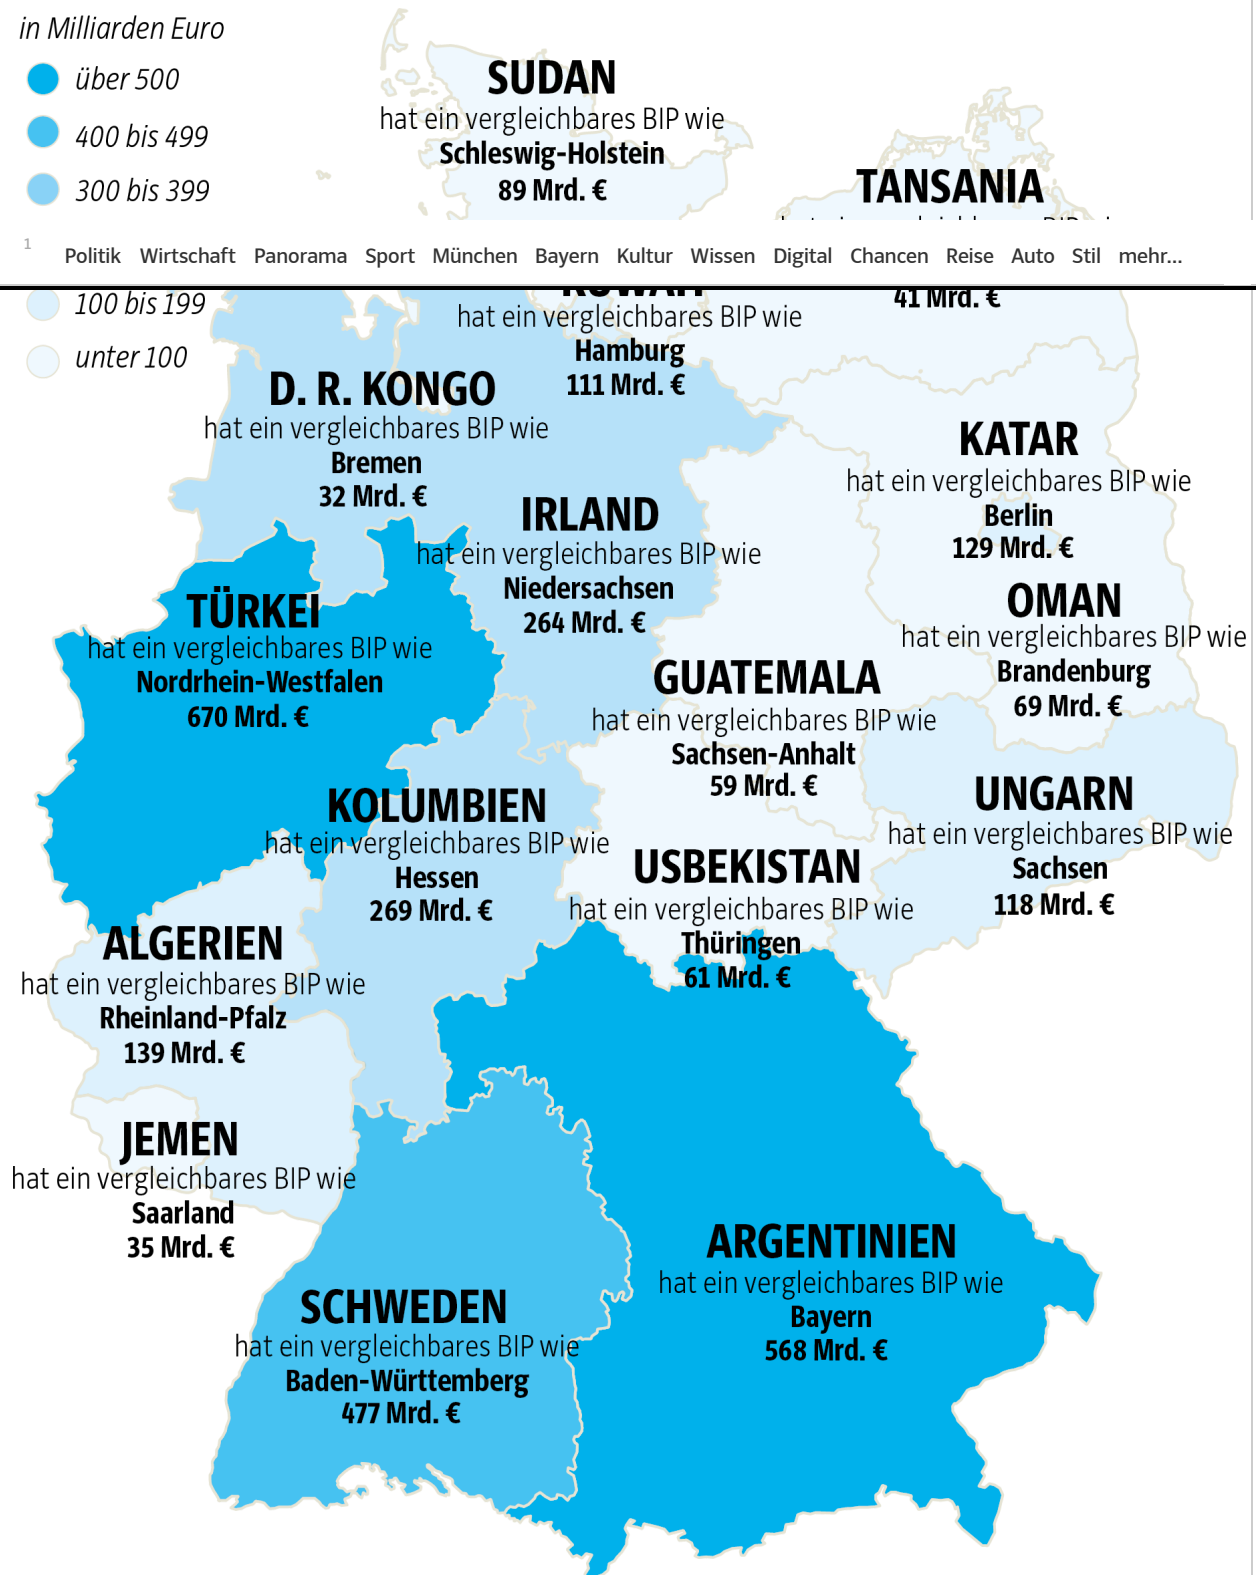 in Milliarden Euro
über 500
400 bis 499
300 bis 399
SUDAN
hat ein vergleichbares BIP wie
Schleswig-Holstein
89 Mrd. €
TANSANIA
1
Politik Wirtschaft Panorama Sport München Bayern Kultur Wissen Digital Chancen Reise Auto Stil mehr...
100 bis 199
unter 100
41 Mrd. €
hat ein vergleichbares BIP wie
Hamburg
111 Mrd. €
D. R. KONGO
hat ein vergleichbares BIP wie
Bremen
32 Mrd. €
KATAR
hat ein vergleichbares BIP wie
Berlin
129 Mrd. €
IRLAND
hat ein vergleichbares BIP wie
Niedersachsen
264 Mrd. €
TÜRKEI
hat ein vergleichbares BIP wie
Nordrhein-Westfalen
670 Mrd. €
OMAN
hat ein vergleichbares BIP wie
Brandenburg
69 Mrd. €
GUATEMALA
hat ein vergleichbares BIP wie
Sachsen-Anhalt
59 Mrd. €
KOLUMBIEN
hat ein vergleichbares BIP wie
Hessen
269 Mrd. €
UNGARN
hat ein vergleichbares BIP wie
Sachsen
118 Mrd. €
USBEKISTAN
hat ein vergleichbares BIP wie
Thüringen
61 Mrd. €
ALGERIEN
hat ein vergleichbares BIP wie
Rheinland-Pfalz
139 Mrd. €
JEMEN
hat ein vergleichbares BIP wie
Saarland
35 Mrd. €
ARGENTINIEN
hat ein vergleichbares BIP wie
Bayern
568 Mrd. €
SCHWEDEN
hat ein vergleichbares BIP wie
Baden-Württemberg
477 Mrd. €